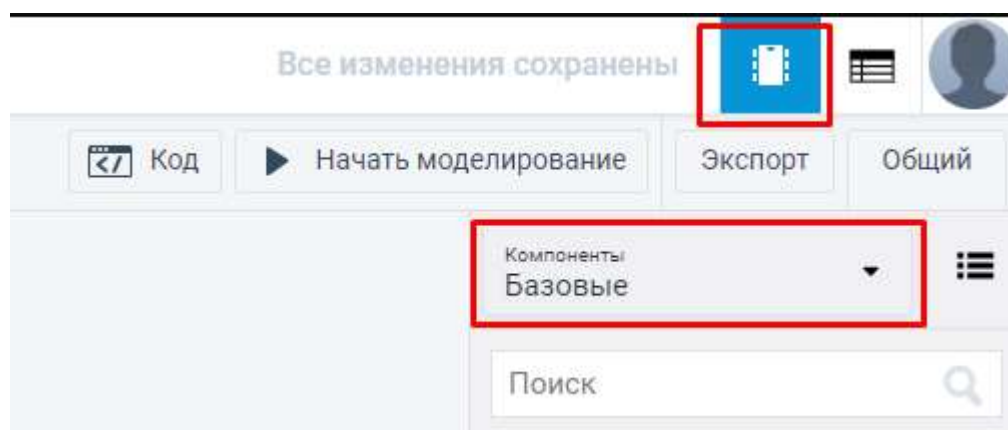 Все изменения сохранены
</> Код Начать моделирование Экспорт Общий
Компоненты
Базовые
Поиск